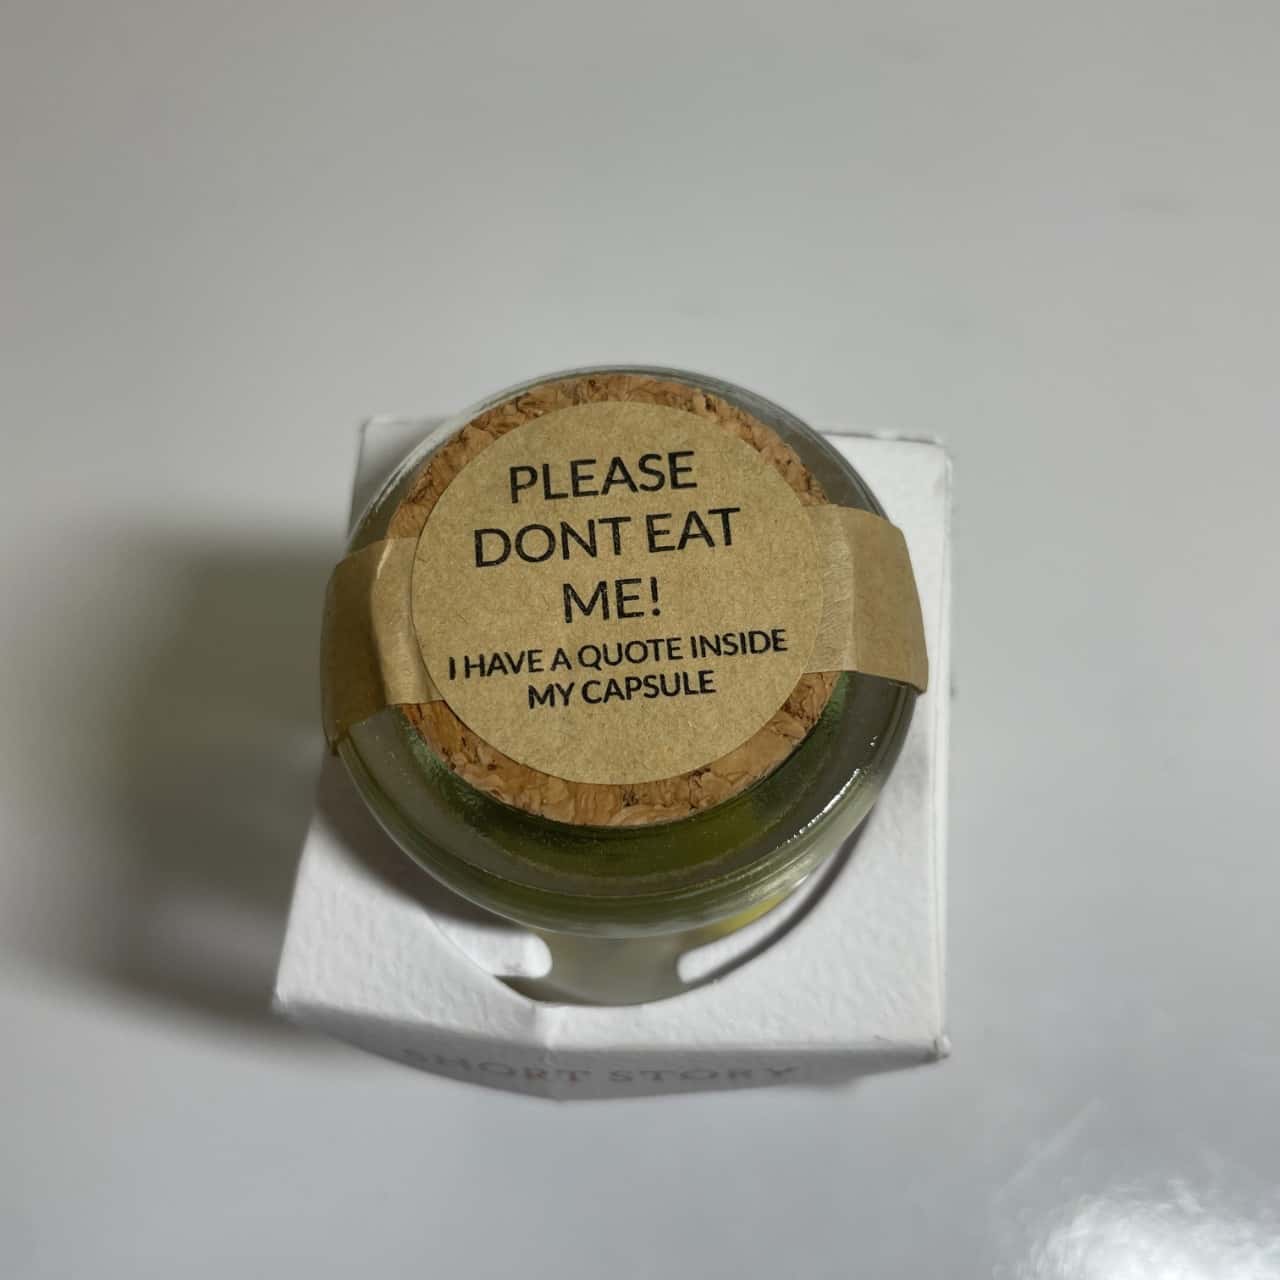 PLEASE
DONT EAT
ME!
I HAVE A QUOTE INSIDE
MY CAPSULE
SHORT STORY